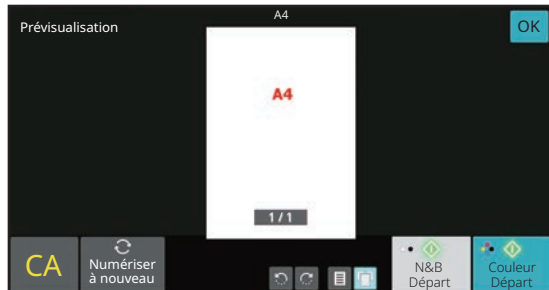 Prévisualisation
A4
OK
A4
1 / 1
CA
Numériser
à nouveau
N&B
Départ
Couleur
Départ